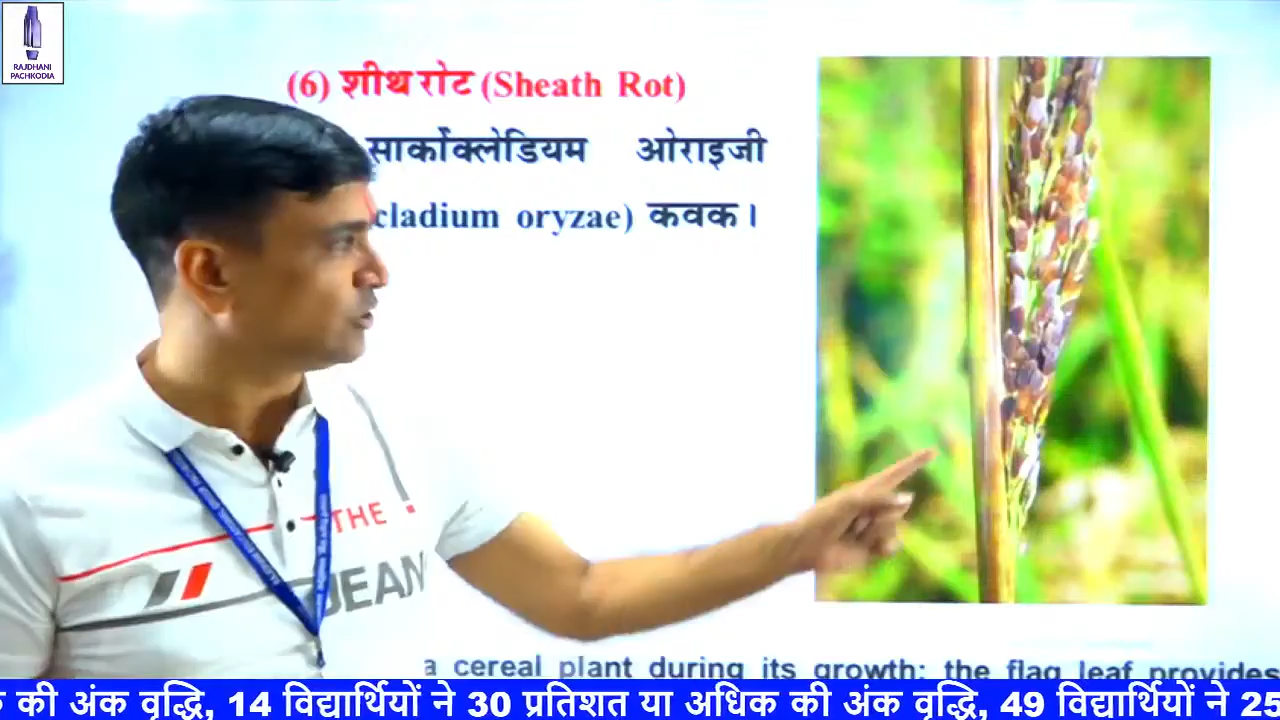 RAJDHANI
PACHKODIA
(6) शीथ रोट (Sheath Rot)
सार्कोक्लेडियम ओराइजी
cladium oryzae) कवक।
THE
JEAN
a cereal plant during its growth; the flag leaf provides
की अंक वृद्धि, 14 विद्यार्थियों ने 30 प्रतिशत या अधिक की अंक वृद्धि, 49 विद्यार्थियों ने 25